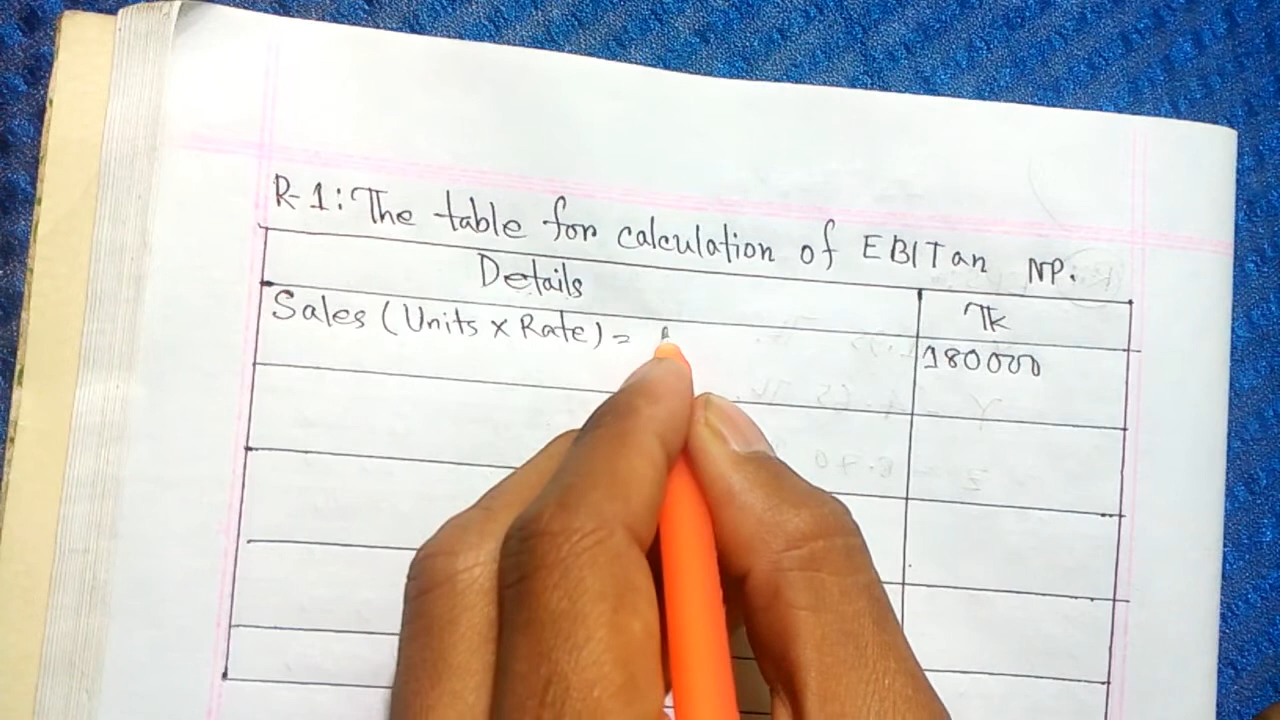 R-1: The table for calculation of EBIT an NP.
Details Tk
Sales (Units x Rate) = 180000